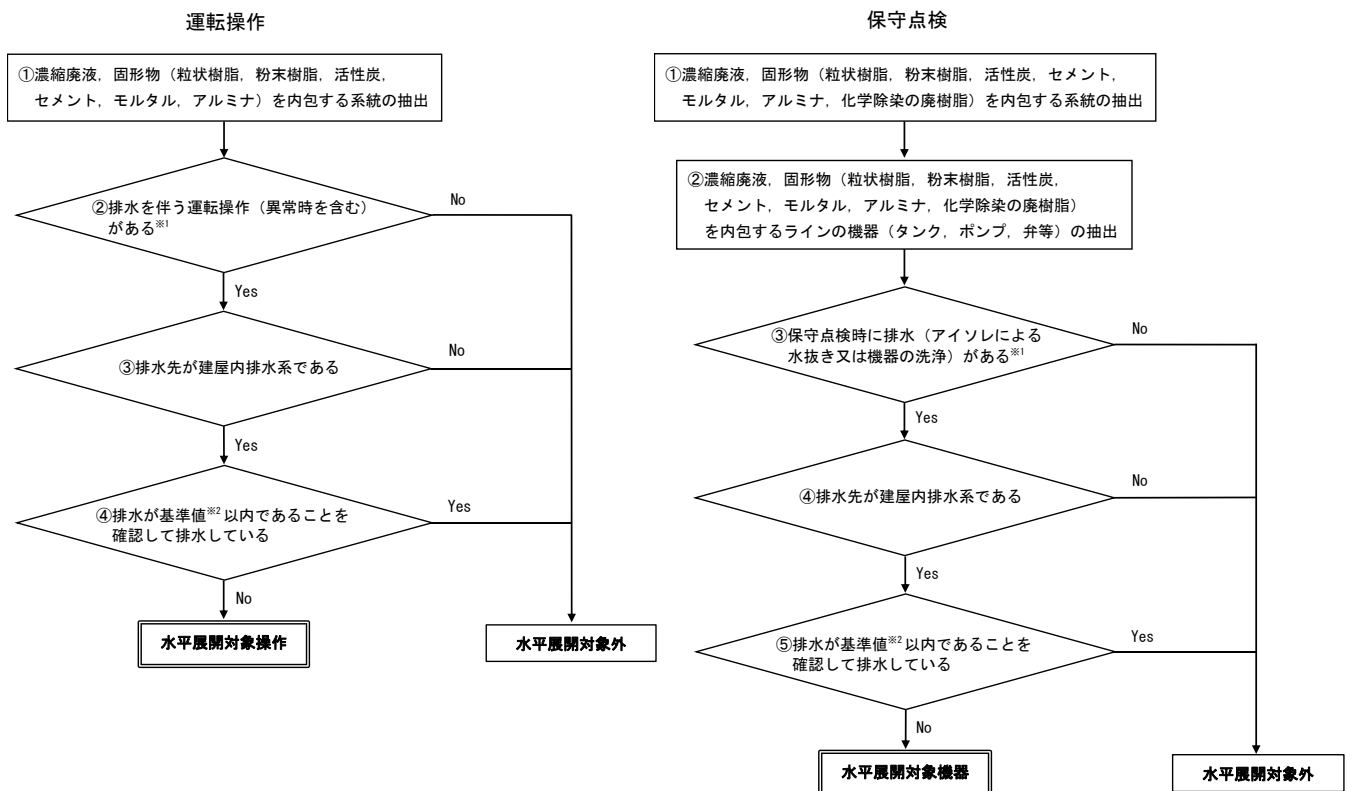 運転操作
①濃縮廃液，固形物（粒状樹脂，粉末樹脂，活性炭，
セメント，モルタル，アルミナ）を内包する系統の抽出
②排水を伴う運転操作（異常時を含む）
がある※1
No
Yes
③排水先が建屋内排水系である
No
Yes
④排水が基準値※2以内であることを
確認して排水している
Yes
No
水平展開対象操作
水平展開対象外
保守点検
①濃縮廃液，固形物（粒状樹脂，粉末樹脂，活性炭，セメント，
モルタル，アルミナ，化学除染の廃樹脂）を内包する系統の抽出
②濃縮廃液，固形物（粒状樹脂，粉末樹脂，活性炭，
セメント，モルタル，アルミナ，化学除染の廃樹脂）
を内包するラインの機器（タンク，ポンプ，弁等）の抽出
③保守点検時に排水（アイソレによる
水抜き又は機器の洗浄）がある※1
No
Yes
④排水先が建屋内排水系である
No
Yes
⑤排水が基準値※2以内であることを
確認して排水している
Yes
No
水平展開対象機器
水平展開対象外